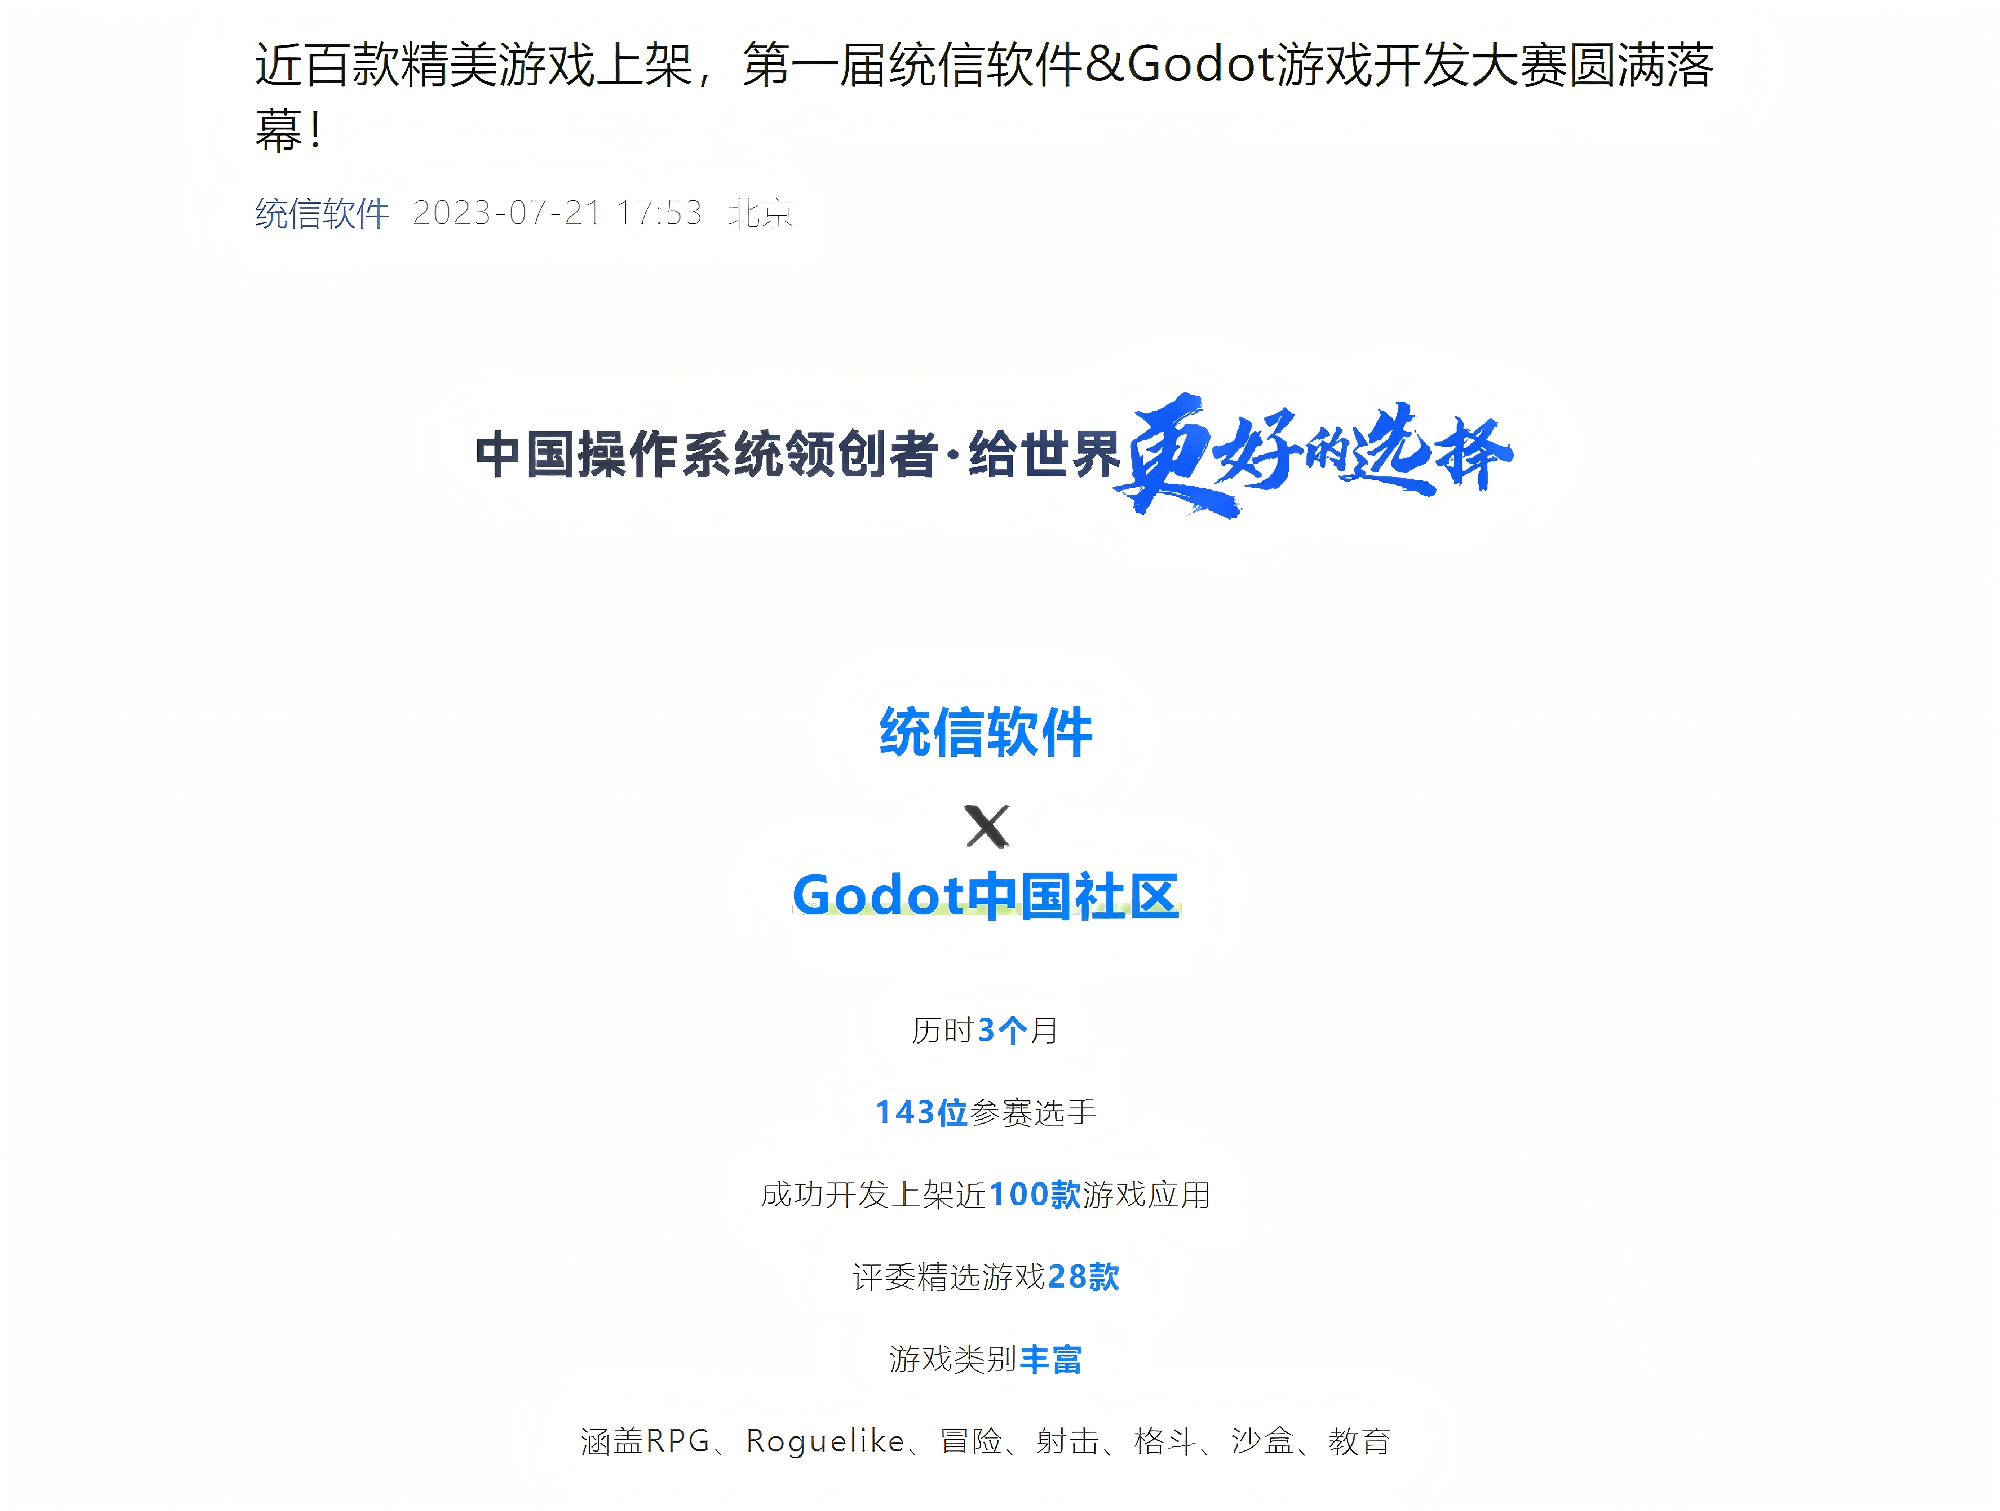 近百款精美游戏上架，第一届统信软件&Godot游戏开发大赛圆满落
幕！
统信软件 2023-07-21 17:53 北京
中国操作系统领创者·给世界更好的选择
统信软件
X
Godot中国社区
历时3个月
143位参赛选手
成功开发上架近100款游戏应用
评委精选游戏28款
游戏类别丰富
涵盖RPG、Roguelike、冒险、射击、格斗、沙盒、教育